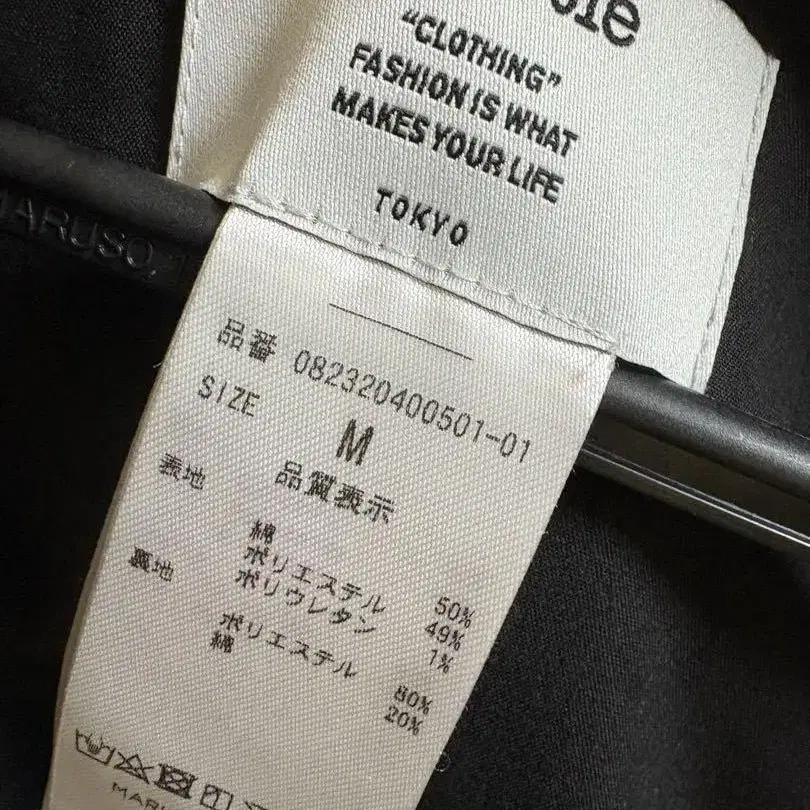 "CLOTHING"
FASHION IS WHAT
MAKES YOUR LIFE
TOKYO
MARUSO
品番 082320400501-01
SIZE M
品質表示
表地
綿 50%
ポリエステル 49%
ポリウレタン 1%
裏地
ポリエステル 80%
綿 20%